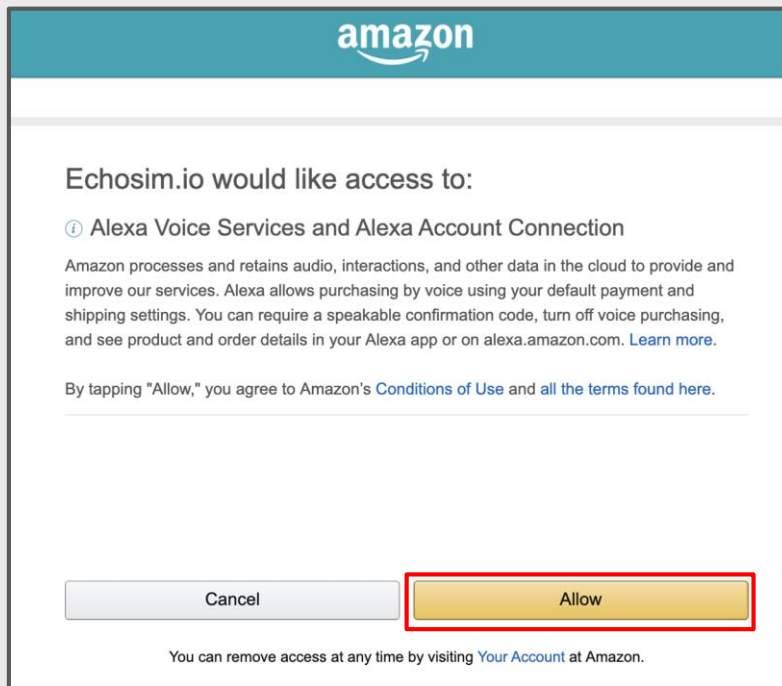 amazon
Echosim.io would like access to:
i Alexa Voice Services and Alexa Account Connection
Amazon processes and retains audio, interactions, and other data in the cloud to provide and
improve our services. Alexa allows purchasing by voice using your default payment and
shipping settings. You can require a speakable confirmation code, turn off voice purchasing,
and see product and order details in your Alexa app or on alexa.amazon.com. Learn more.
By tapping "Allow," you agree to Amazon's Conditions of Use and all the terms found here.
Cancel
Allow
You can remove access at any time by visiting Your Account at Amazon.